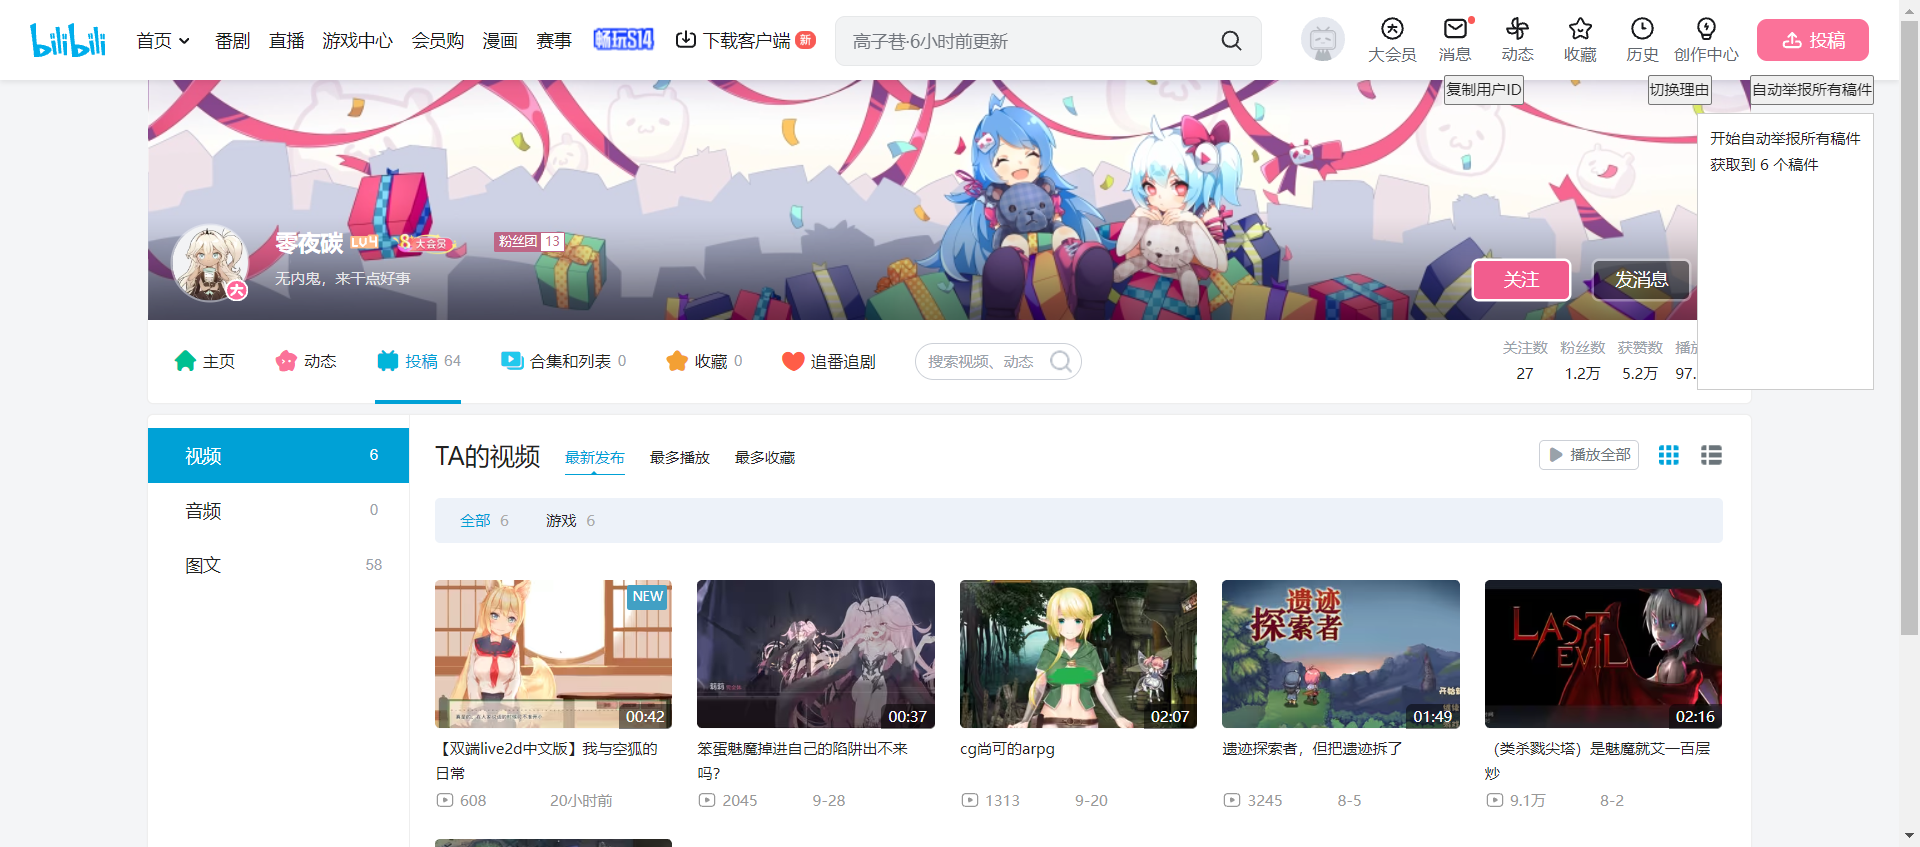 bilibili
首页
番剧
直播
游戏中心
会员购
漫画
赛事
畅玩S14
下载客户端 新
高子巷·6小时前更新
大会员
消息
动态
收藏
历史
创作中心
投稿
复制用户ID
切换理由
自动举报所有稿件
开始自动举报所有稿件
获取到 6 个稿件
零夜碳 LV4 8 大会员
粉丝团 13
大
无内鬼，来干点好事
关注
发消息
主页
动态
投稿 64
合集和列表 0
收藏 0
追番追剧
搜索视频、动态
关注数 粉丝数 获赞数 播放
27 1.2万 5.2万 97.
视频 6
音频 0
图文 58
TA的视频
最新发布
最多播放
最多收藏
播放全部
全部 6
游戏 6
NEW
00:42
00:37
02:07
遗迹
探索者
01:49
LAST
EVIL
02:16
【双端live2d中文版】我与空狐的
日常
608 20小时前
笨蛋魅魔掉进自己的陷阱出不来
吗？
2045 9-28
cg尚可的arpg
1313 9-20
遗迹探索者，但把遗迹拆了
3245 8-5
（类杀戮尖塔）是魅魔就艾一百层
炒
9.1万 8-2